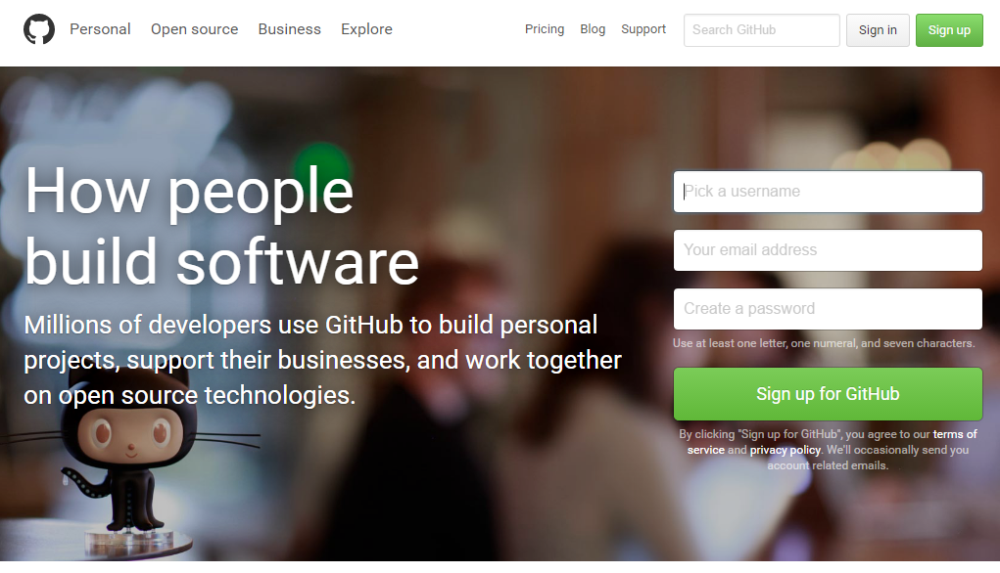 Personal Open source Business Explore Pricing Blog Support Search GitHub Sign in Sign up
How people
build software
Millions of developers use GitHub to build personal
projects, support their businesses, and work together
on open source technologies.
Pick a username
Your email address
Create a password
Use at least one letter, one numeral, and seven characters.
Sign up for GitHub
By clicking "Sign up for GitHub", you agree to our terms of
service and privacy policy. We'll occasionally send you
account related emails.